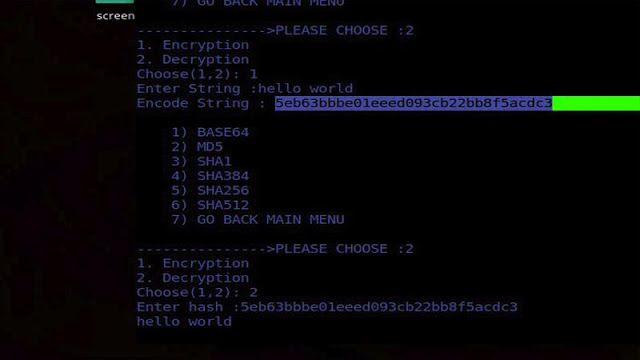 7) GO BACK MAIN MENU
screen
--------------->PLEASE CHOOSE :2
1. Encryption
2. Decryption
Choose(1,2): 1
Enter String :hello world
Encode String : 5eb63bbbe01eeed093cb22bb8f5acdc3
1) BASE64
2) MD5
3) SHA1
4) SHA384
5) SHA256
6) SHA512
7) GO BACK MAIN MENU
--------------->PLEASE CHOOSE :2
1. Encryption
2. Decryption
Choose(1,2): 2
Enter hash :5eb63bbbe01eeed093cb22bb8f5acdc3
hello world